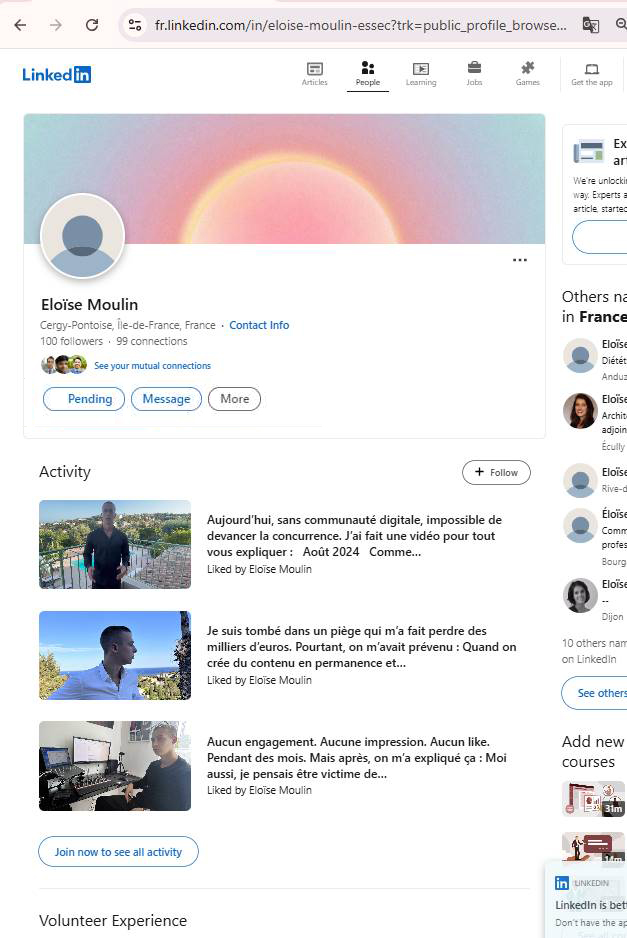 fr.linkedin.com/in/eloise-moulin-essec?trk=public_profile_browse...
LinkedIn
Articles
People
Learning
Jobs
Games
Get the app
Ex
art
We're unlocki
way. Experts a
article, started
Eloïse Moulin
Cergy-Pontoise, Île-de-France, France · Contact Info
100 followers · 99 connections
See your mutual connections
Pending
Message
More
Others na
in France
Eloïse
Diétét
Anduz
Eloïse
Archit
adjoin
Écully
Eloïse
Rive-d
Éloïse
Comm
profes
Bourg
Eloïse
--
Dijon
10 others nam
on LinkedIn
See others
Activity
+ Follow
Aujourd’hui, sans communauté digitale, impossible de
devancer la concurrence. J’ai fait une vidéo pour tout
vous expliquer : Août 2024 Comme...
Liked by Eloïse Moulin
Je suis tombé dans un piège qui m’a fait perdre des
milliers d’euros. Pourtant, on m’avait prévenu : Quand on
crée du contenu en permanence et...
Liked by Eloïse Moulin
Aucun engagement. Aucune impression. Aucun like.
Pendant des mois. Mais après, on m’a expliqué ça : Moi
aussi, je pensais être victime de...
Liked by Eloïse Moulin
Join now to see all activity
Add new
courses
31m
14m
LINKEDIN
LinkedIn is bett
Don't have the ap
Volunteer Experience